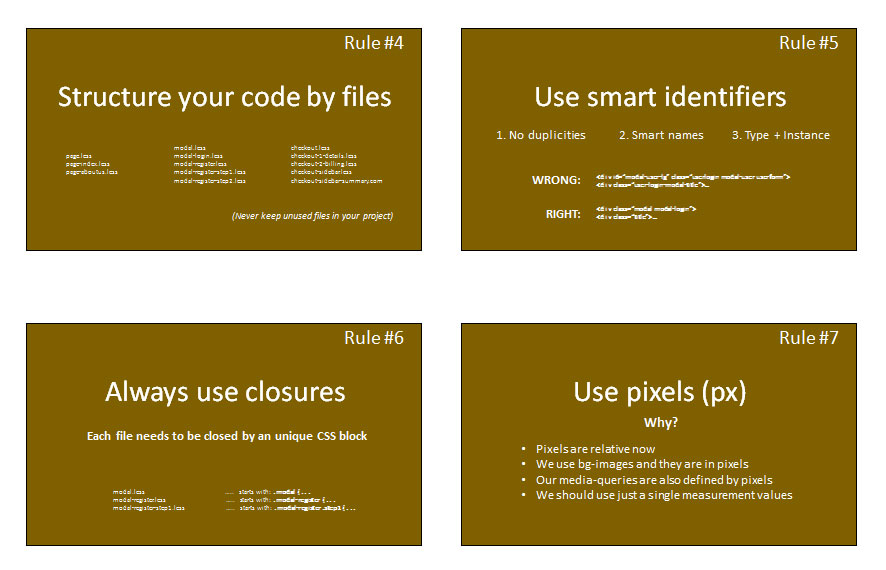 Rule #4
Structure your code by files
page.less
page-index.less
page-aboutus.less
modal.less
modal-login.less
modal-register.less
modal-register-step1.less
modal-register-step2.less
checkout.less
checkout-1-details.less
checkout-2-billing.less
checkout-sidebar.less
checkout-sidebar-summary.com
(Never keep unused files in your project)
Rule #5
Use smart identifiers
1. No duplicities 2. Smart names 3. Type + Instance
WRONG:
<div class="user-login-modal-title">...
RIGHT:
<div class="modal modal-login">
<div class="title">...
Rule #6
Always use closures
Each file needs to be closed by an unique CSS block
modal.less ..... starts with: .modal {...
modal-register.less ..... starts with: .modal-register {...
modal-register-step1.less ..... starts with: .modal-register .step1 {...
Rule #7
Use pixels (px)
Why?
• Pixels are relative now
• We use bg-images and they are in pixels
• Our media-queries are also defined by pixels
• We should use just a single measurement values